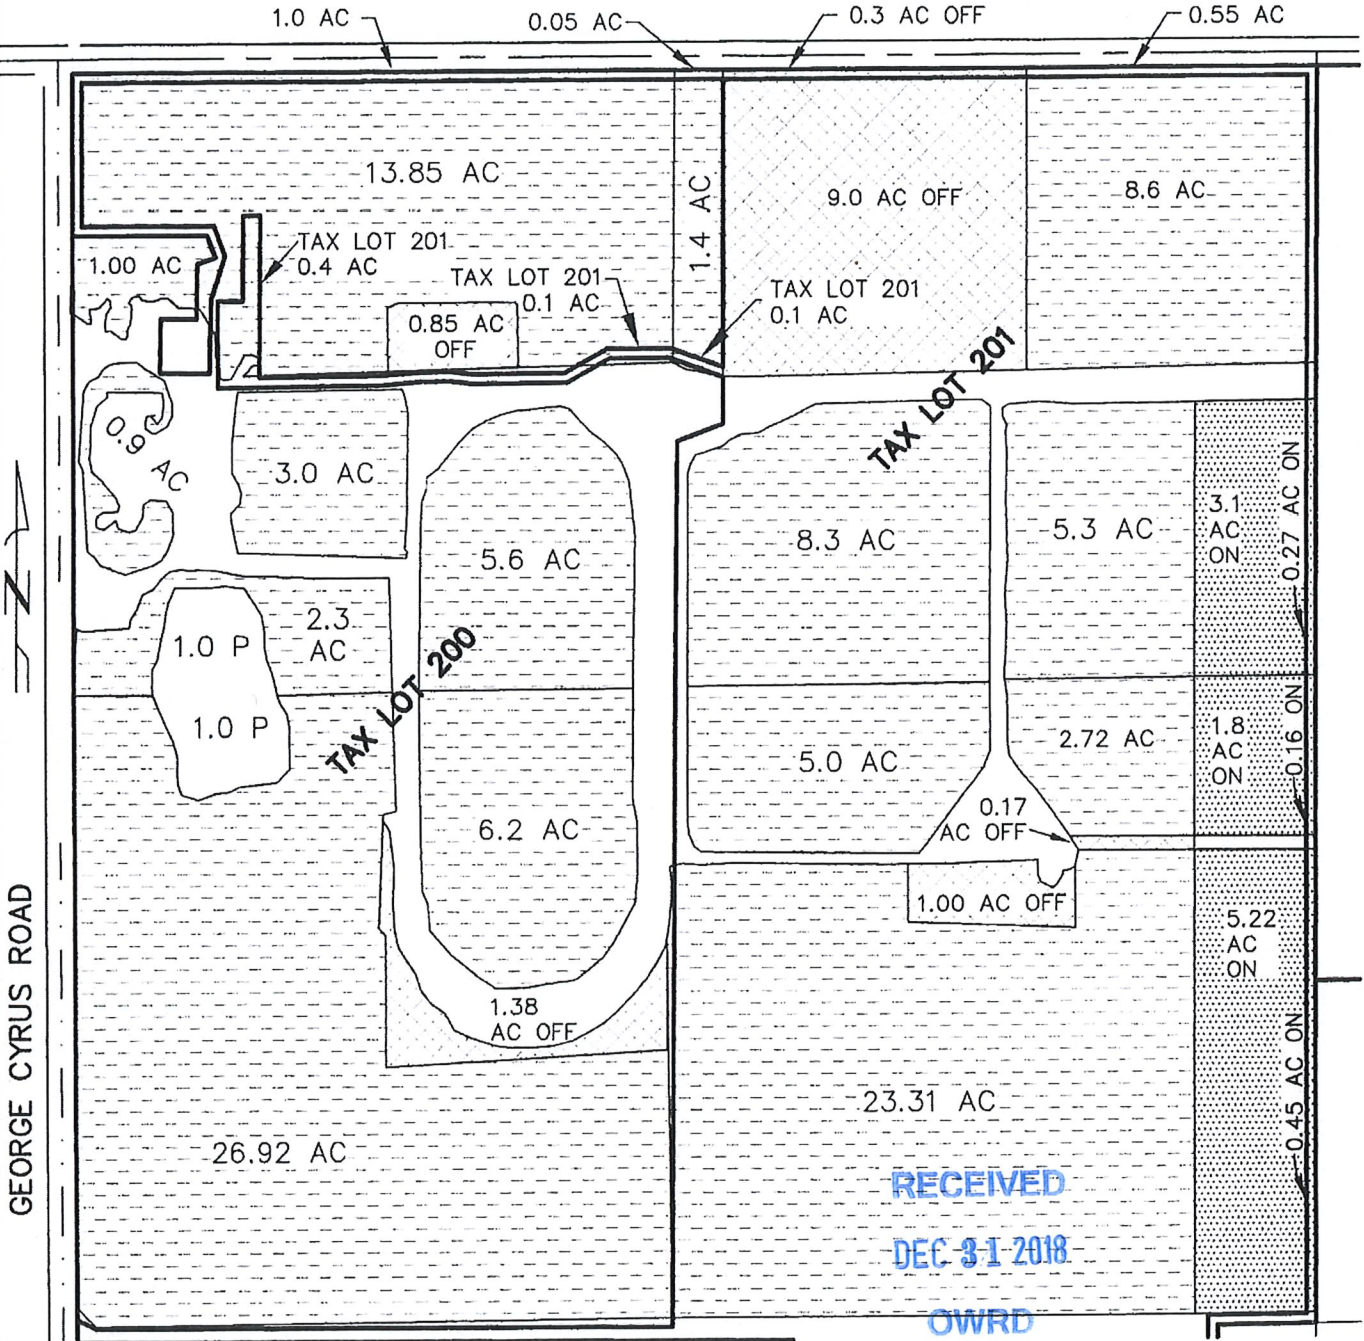 1.0 AC
0.05 AC
0.3 AC OFF
0.55 AC
13.85 AC
1.4 AC
9.0 AC OFF
8.6 AC
TAX LOT 201
0.4 AC
1.00 AC
TAX LOT 201
0.1 AC
TAX LOT 201
0.1 AC
0.85 AC
OFF
TAX LOT 201
0.9 AC
3.0 AC
5.6 AC
8.3 AC
5.3 AC
3.1
AC
ON
0.27 AC ON
N
1.0 P
2.3
AC
TAX LOT 200
1.0 P
6.2 AC
5.0 AC
2.72 AC
1.8
AC
ON
0.16 ON
0.17
AC OFF
1.00 AC OFF
5.22
AC
ON
1.38
AC OFF
0.45 AC ON
GEORGE CYRUS ROAD
26.92 AC
23.31 AC
RECEIVED
DEC 31 2018
OWRD